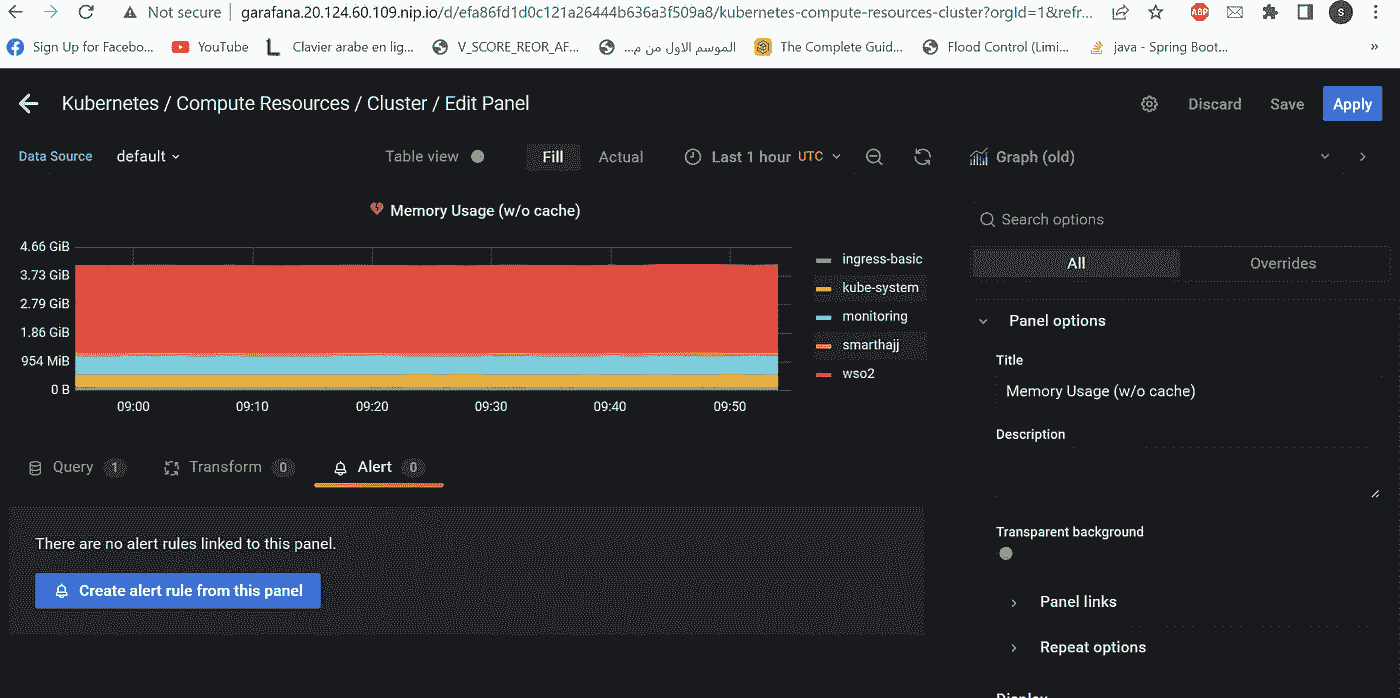 Not secure garafana.20.124.60.109.nip.io/d/efa86fd1d0c121a26444b636a3f509a8/kubernetes-compute-resources-cluster?orgId=1&refr... ABP S
Sign Up for Facebo... YouTube Clavier arabe en lig... V_SCORE_REOR_AF... الموسم الاول من م... The Complete Guid... Flood Control (Limi... java - Spring Boot... »
Kubernetes / Compute Resources / Cluster / Edit Panel Discard Save Apply
Data Source default Table view Fill Actual Last 1 hour UTC Graph (old)
Memory Usage (w/o cache)
4.66 GiB
3.73 GiB
2.79 GiB
1.86 GiB
954 MiB
0 B
09:00 09:10 09:20 09:30 09:40 09:50
ingress-basic
kube-system
monitoring
smarthajj
wso2
Query 1 Transform 0 Alert 0
There are no alert rules linked to this panel.
Create alert rule from this panel
Search options
All Overrides
Panel options
Title
Memory Usage (w/o cache)
Description
Transparent background
Panel links
Repeat options
Display